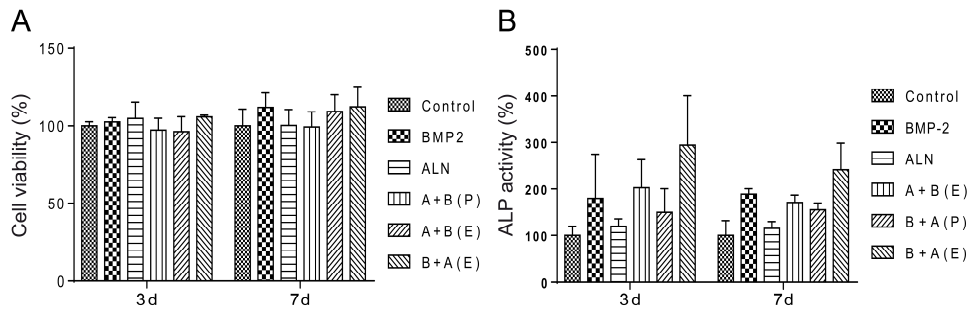 A
Cell viability (%)
150
100
50
0
3d
7d
Control
BMP2
ALN
A+B(P)
A+B(E)
B+A(E)
B
ALP activity (%)
500
400
300
200
100
0
3d
7d
Control
BMP-2
ALN
A+B(E)
B+A(P)
B+A(E)